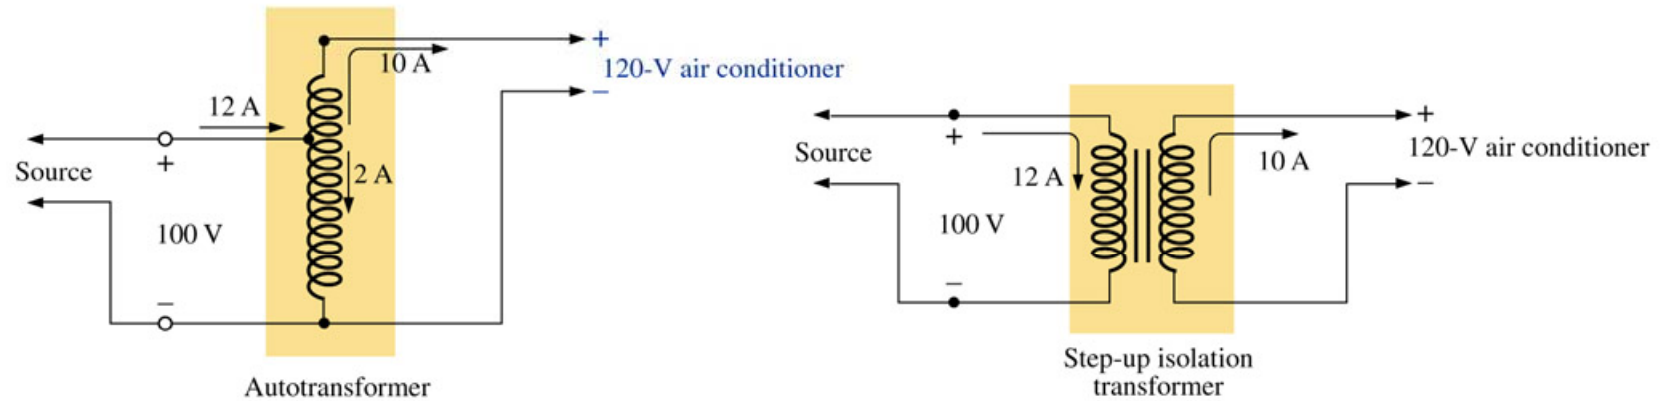 +
10 A
120-V air conditioner
−
12 A
+
Source
2 A
100 V
−
Autotransformer
+
+
Source
12 A
10 A
120-V air conditioner
−
100 V
−
Step-up isolation
transformer